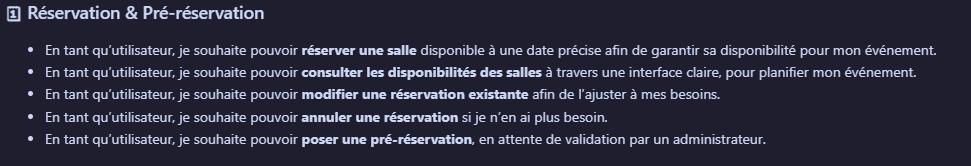 1️⃣ Réservation & Pré-réservation
• En tant qu’utilisateur, je souhaite pouvoir réserver une salle disponible à une date précise afin de garantir sa disponibilité pour mon événement.
• En tant qu’utilisateur, je souhaite pouvoir consulter les disponibilités des salles à travers une interface claire, pour planifier mon événement.
• En tant qu’utilisateur, je souhaite pouvoir modifier une réservation existante afin de l’ajuster à mes besoins.
• En tant qu’utilisateur, je souhaite pouvoir annuler une réservation si je n’en ai plus besoin.
• En tant qu’utilisateur, je souhaite pouvoir poser une pré-réservation, en attente de validation par un administrateur.